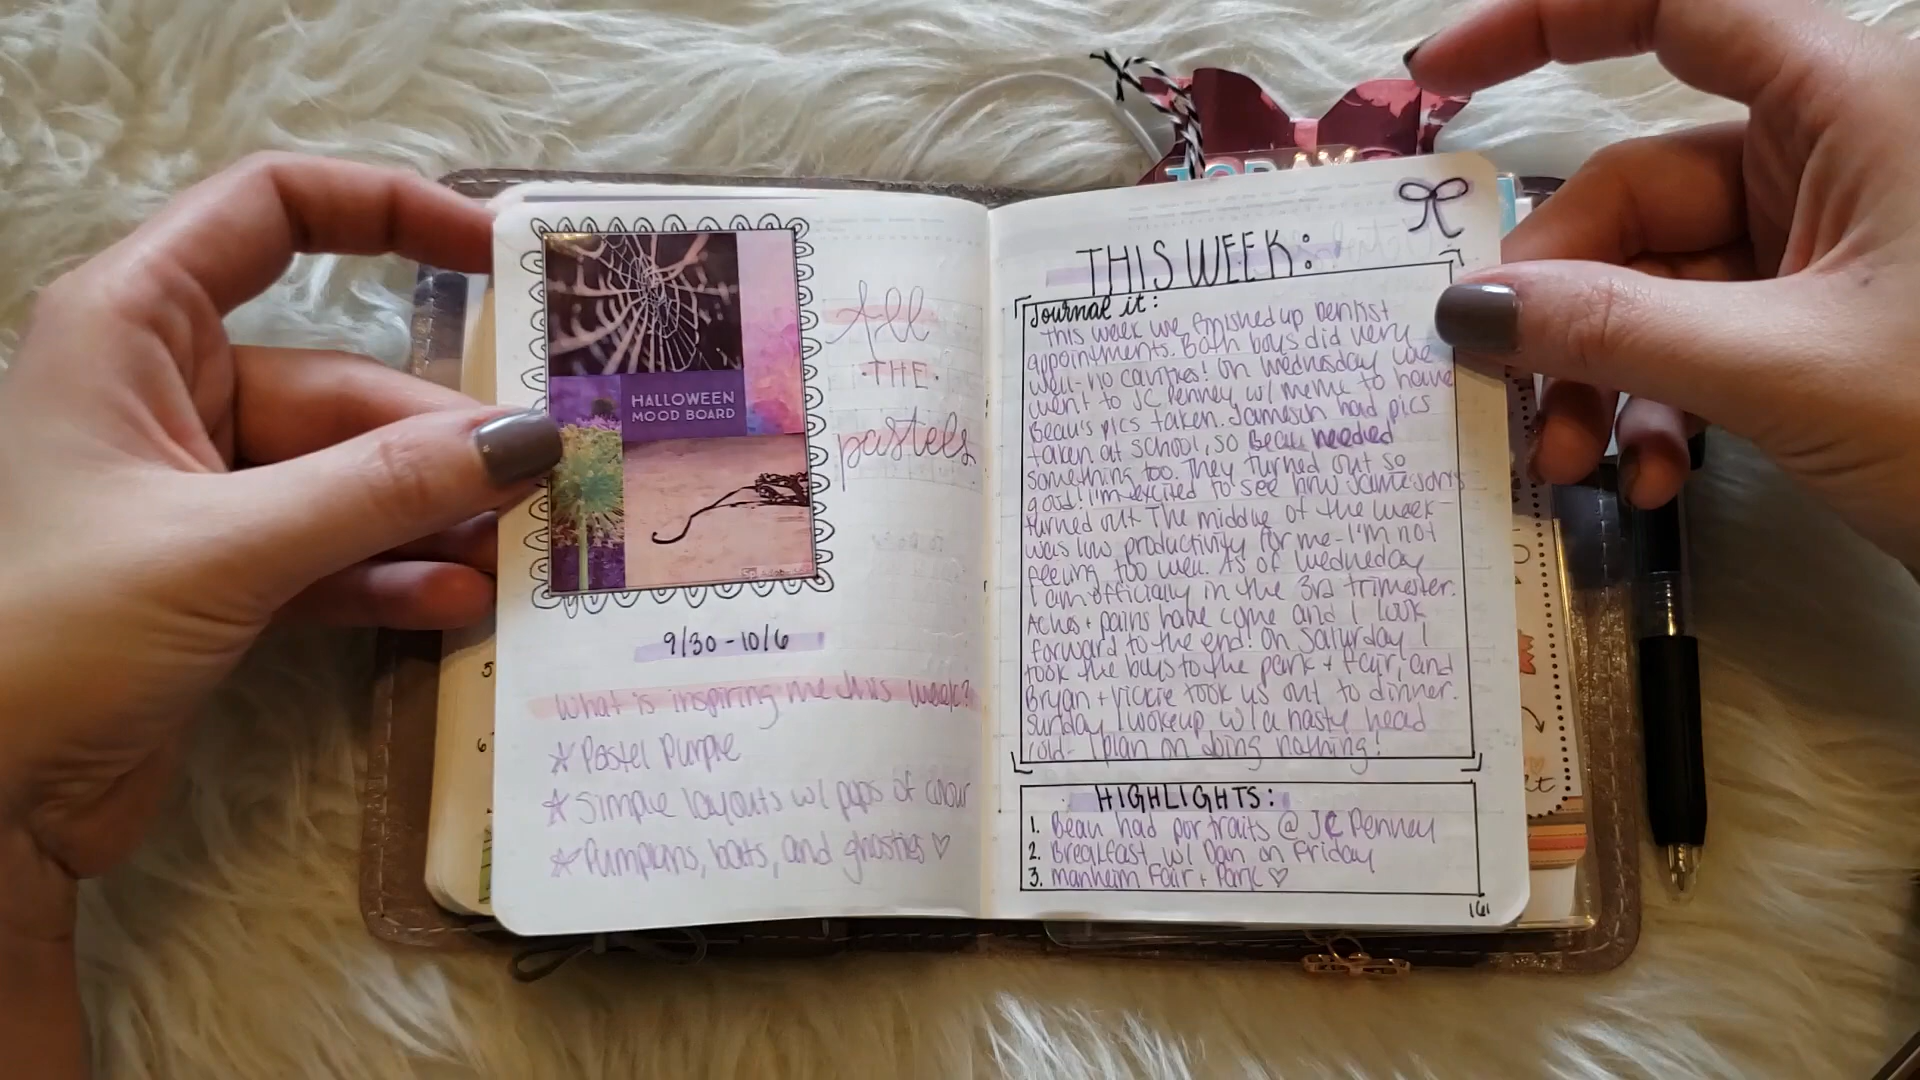 HALLOWEEN
MOOD BOARD
All
THE
pastels
9/30 - 10/6
What is inspiring me this week?
☆ Pastel Purple
☆ Simple layouts w/ pops of colour
☆ Pumpkins, bats, and ghosties ♡
TODAY
THIS WEEK:
Journal it:
This week we finished up dentist
appointments. Both boys did very
well - no cavities! On Wednesday we
went to JC Penney w/ meme to have
Beau's pics taken. Jameson had pics
taken at school, so Beau needed
something too. They turned out so
good! I'm excited to see how Jameson's
turned out. The middle of the week
was low productivity for me - I'm not
feeling too well. As of Wednesday
I am officially in the 3rd trimester.
Aches + pains have come and I look
forward to the end! On Saturday I
took the boys to the park + fair, and
Bryan + Vickie took us out to dinner.
Sunday I woke up w/ a nasty head
cold - I plan on doing nothing!
HIGHLIGHTS:
1. Beau had portraits @ JC Penney
2. Breakfast w/ Dan on Friday
3. Manheim Fair + Park ♡
161
5
6